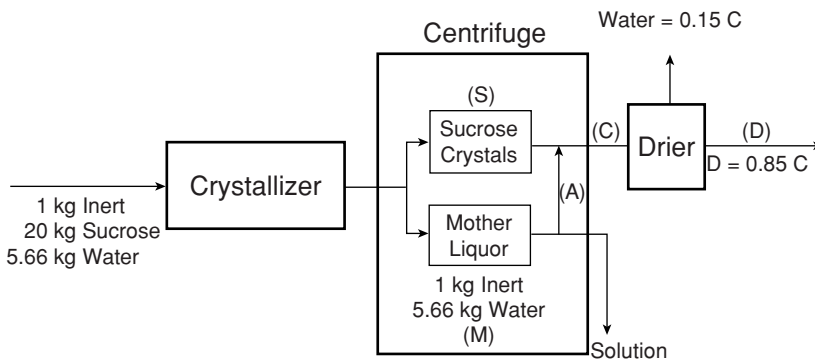 Water = 0.15 C
Centrifuge
(S)
Sucrose
Crystals
(C)
Drier
(D)
D = 0.85 C
Crystallizer
1 kg Inert
20 kg Sucrose
5.66 kg Water
(A)
Mother
Liquor
1 kg Inert
5.66 kg Water
(M)
Solution